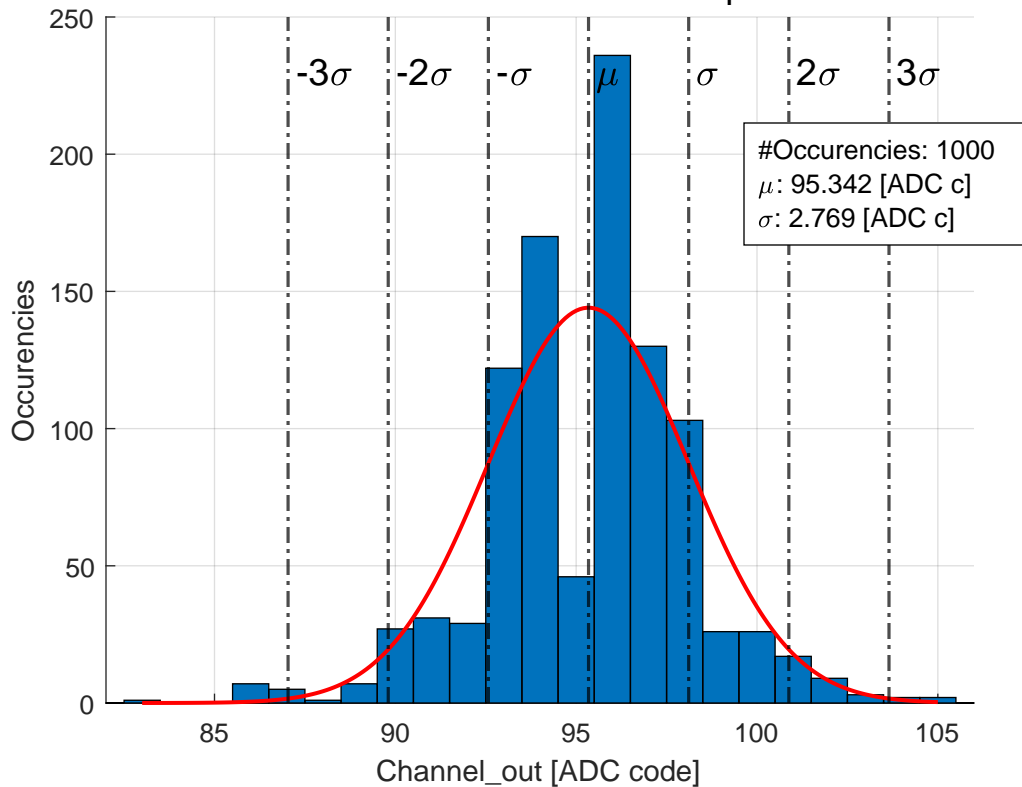 250
200
150
100
50
0
Occurencies
-3σ
-2σ
-σ
μ
σ
2σ
3σ
#Occurencies: 1000
μ: 95.342 [ADC c]
σ: 2.769 [ADC c]
85
90
95
100
105
Channel_out [ADC code]